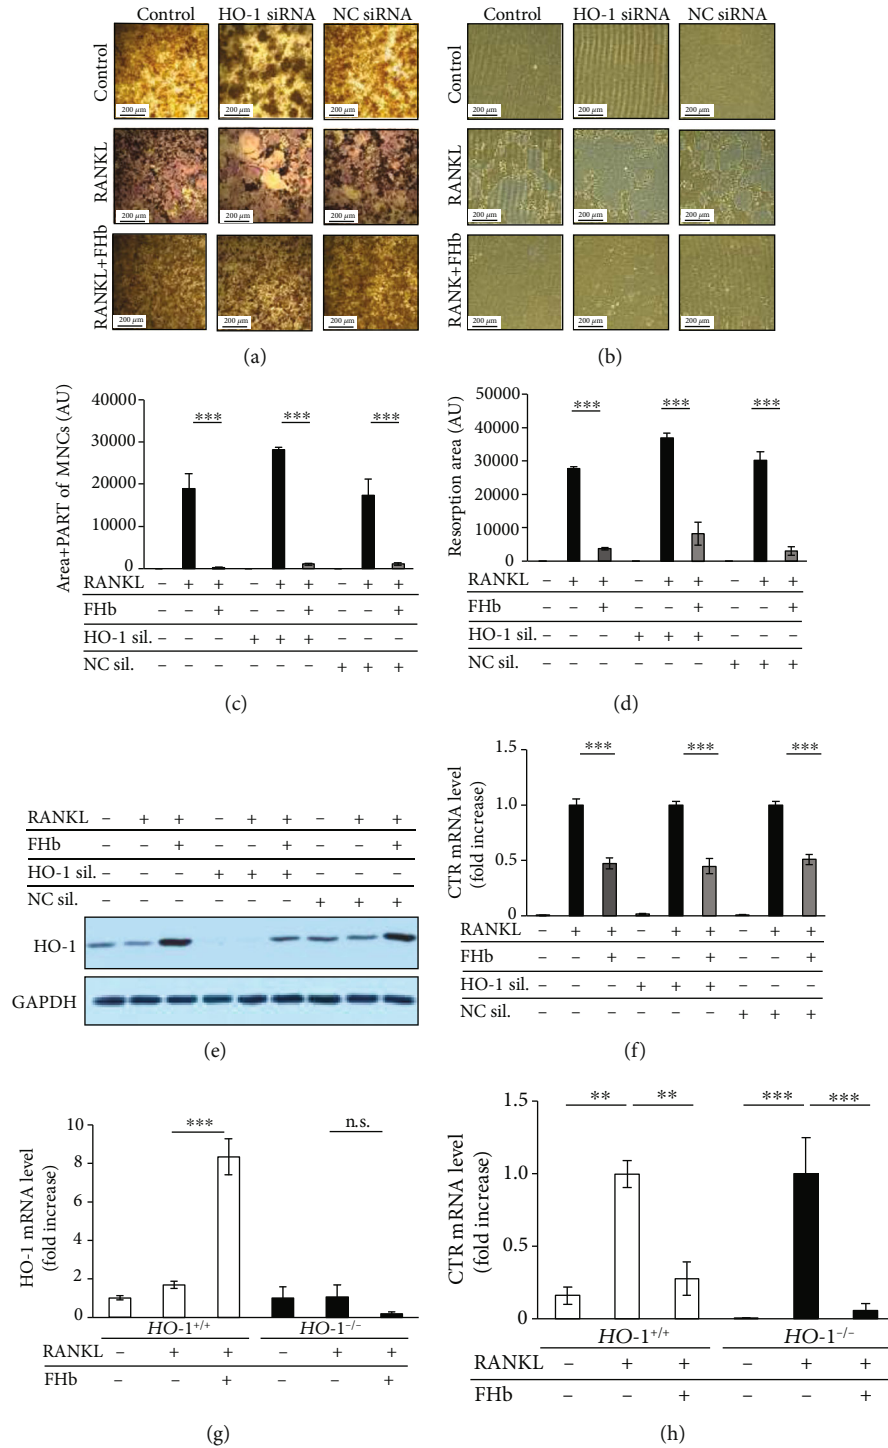 Control HO-1 siRNA NC siRNA
Control
200 µm 200 µm 200 µm
RANKL
200 µm 200 µm 200 µm
RANKL+FHb
200 µm 200 µm 200 µm
(a)
Control HO-1 siRNA NC siRNA
Control
200 µm 200 µm 200 µm
RANKL
200 µm 200 µm 200 µm
RANK+FHb
200 µm 200 µm 200 µm
(b)
Area+PART of MNCs (AU)
40000
30000
20000
10000
0
*** *** ***
RANKL – + + – + + – + +
FHb – – + – – + – – +
HO-1 sil. – – – + + + – – –
NC sil. – – – – – – + + +
(c)
Resorption area (AU)
50000
40000
30000
20000
10000
0
*** *** ***
RANKL – + + – + + – + +
FHb – – + – – + – – +
HO-1 sil. – – – + + + – – –
NC sil. – – – – – – + + +
(d)
RANKL – + + – + + – + +
FHb – – + – – + – – +
HO-1 sil. – – – + + + – – –
NC sil. – – – – – – + + +
HO-1
GAPDH
(e)
CTR mRNA level
(fold increase)
1.5
1.0
0.5
0
*** *** ***
RANKL – + + – + + – + +
FHb – – + – – + – – +
HO-1 sil. – – – + + + – – –
NC sil. – – – – – – + + +
(f)
HO-1 mRNA level
(fold increase)
10
8
6
4
2
0
*** n.s.
HO-1+/+ HO-1−/−
RANKL – + + – + +
FHb – – + – – +
(g)
CTR mRNA level
(fold increase)
1.5
1.0
0.5
0
** ** *** ***
HO-1+/+ HO-1−/−
RANKL – + + – + +
FHb – – + – – +
(h)